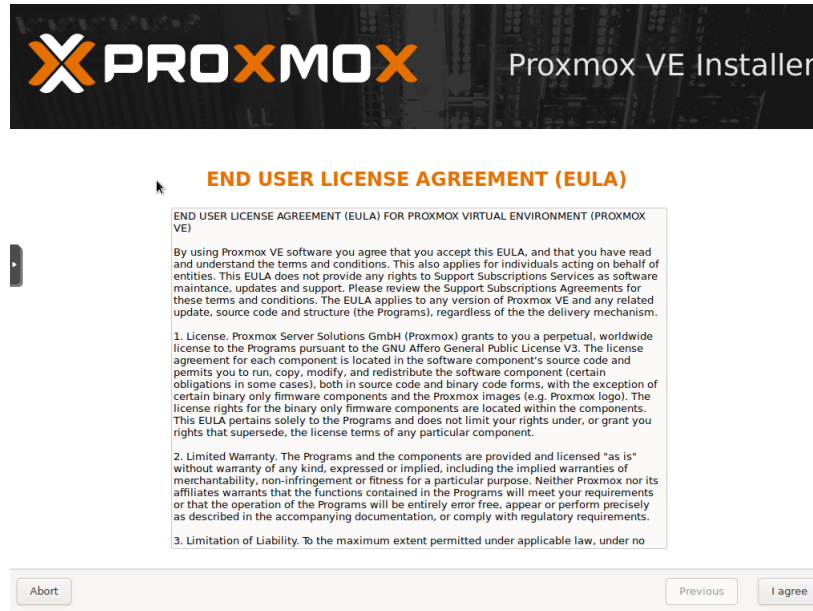 PROXMOX
Proxmox VE Installer
END USER LICENSE AGREEMENT (EULA)
END USER LICENSE AGREEMENT (EULA) FOR PROXMOX VIRTUAL ENVIRONMENT (PROXMOX
VE)
By using Proxmox VE software you agree that you accept this EULA, and that you have read
and understand the terms and conditions. This also applies for individuals acting on behalf of
entities. This EULA does not provide any rights to Support Subscriptions Services as software
maintance, updates and support. Please review the Support Subscriptions Agreements for
these terms and conditions. The EULA applies to any version of Proxmox VE and any related
update, source code and structure (the Programs), regardless of the the delivery mechanism.
1. License. Proxmox Server Solutions GmbH (Proxmox) grants to you a perpetual, worldwide
license to the Programs pursuant to the GNU Affero General Public License V3. The license
agreement for each component is located in the software component's source code and
permits you to run, copy, modify, and redistribute the software component (certain
obligations in some cases), both in source code and binary code forms, with the exception of
certain binary only firmware components and the Proxmox images (e.g. Proxmox logo). The
license rights for the binary only firmware components are located within the components.
This EULA pertains solely to the Programs and does not limit your rights under, or grant you
rights that supersede, the license terms of any particular component.
2. Limited Warranty. The Programs and the components are provided and licensed "as is"
without warranty of any kind, expressed or implied, including the implied warranties of
merchantability, non-infringement or fitness for a particular purpose. Neither Proxmox nor its
affiliates warrants that the functions contained in the Programs will meet your requirements
or that the operation of the Programs will be entirely error free, appear or perform precisely
as described in the accompanying documentation, or comply with regulatory requirements.
3. Limitation of Liability. To the maximum extent permitted under applicable law, under no
Abort
Previous
I agree